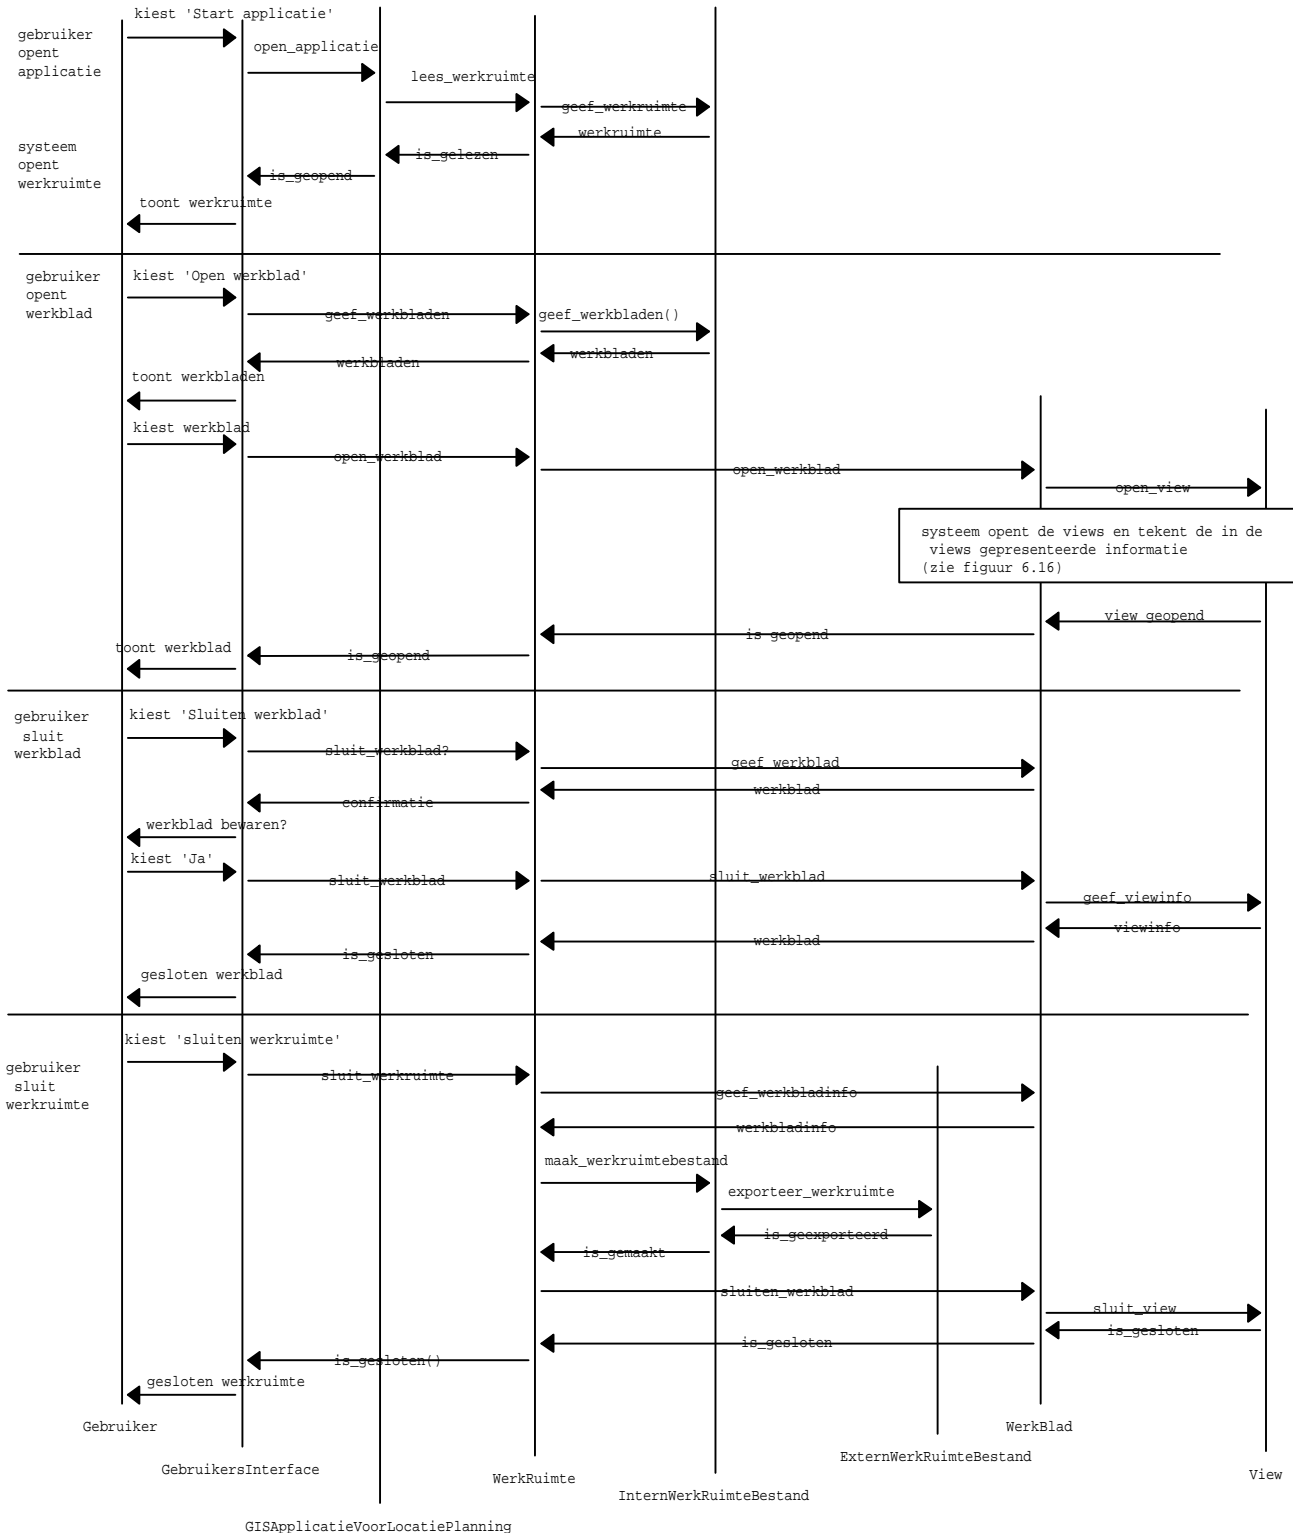 kiest 'Start applicatie'
gebruiker
opent
applicatie
open_applicatie
lees_werkruimte
geef_werkruimte
werkruimte
systeem
opent
werkruimte
is_gelezen
is_geopend
toont werkruimte
gebruiker
opent
werkblad
kiest 'Open werkblad'
geef_werkbladen
geef_werkbladen()
werkbladen
werkbladen
toont werkbladen
kiest werkblad
open_werkblad
open_werkblad
open_view
systeem opent de views en tekent de in de
views gepresenteerde informatie
(zie figuur 6.16)
view_geopend
is_geopend
is_geopend
toont werkblad
gebruiker
sluit
werkblad
kiest 'Sluiten werkblad'
sluit_werkblad?
geef_werkblad
werkblad
confirmatie
werkblad bewaren?
kiest 'Ja'
sluit_werkblad
sluit_werkblad
geef_viewinfo
viewinfo
werkblad
is_gesloten
gesloten werkblad
kiest 'sluiten werkruimte'
gebruiker
sluit
werkruimte
sluit_werkruimte
geef_werkbladinfo
werkbladinfo
maak_werkruimtebestand
exporteer_werkruimte
is_geexporteerd
is_gemaakt
sluiten_werkblad
sluit_view
is_gesloten
is_gesloten
is_gesloten()
gesloten werkruimte
Gebruiker
WerkBlad
ExternWerkRuimteBestand
GebruikersInterface
WerkRuimte
View
InternWerkRuimteBestand
GISApplicatieVoorLocatiePlanning